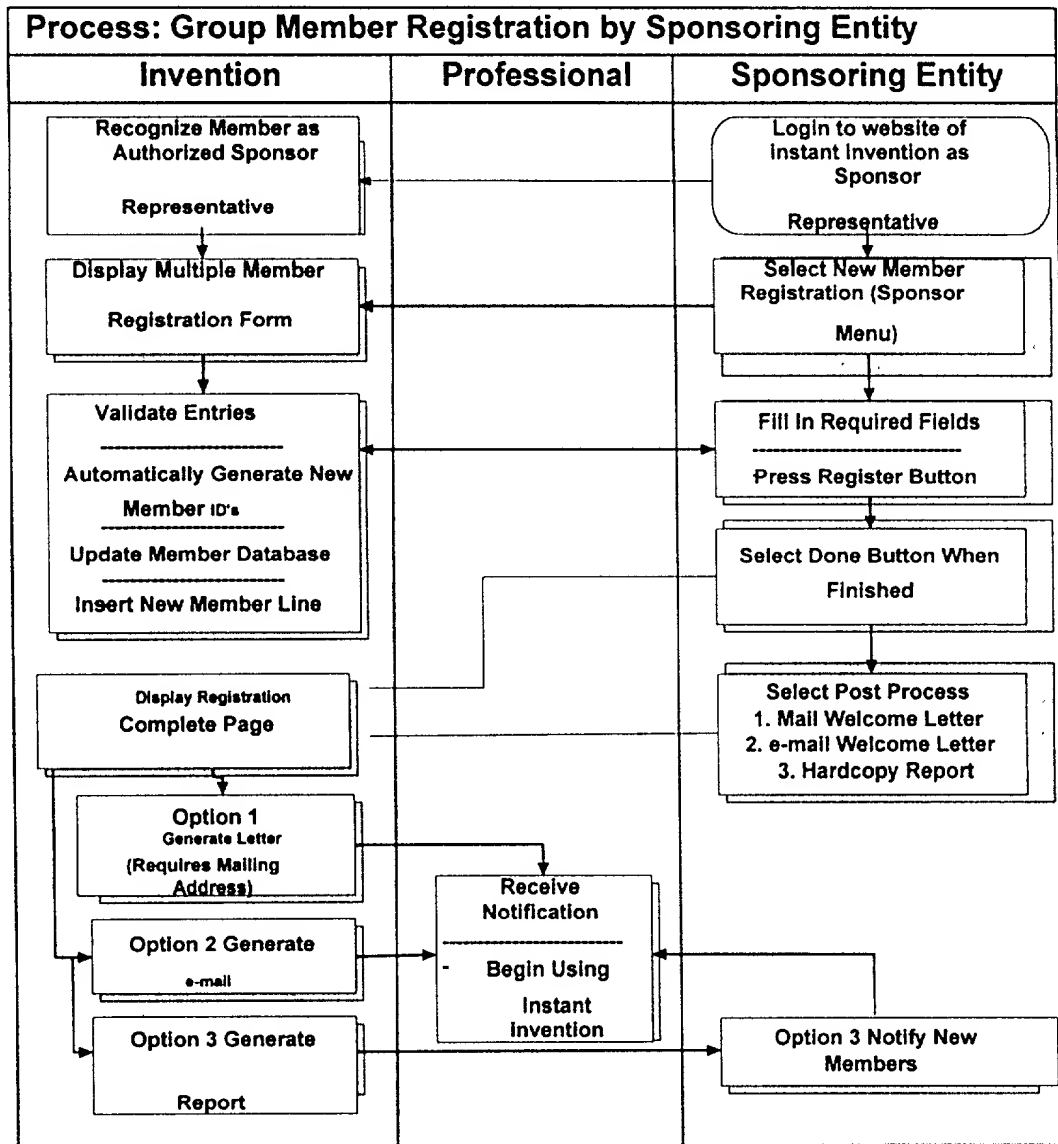 Process: Group Member Registration by Sponsoring Entity
Invention
Professional
Sponsoring Entity
Recognize Member as
Authorized Sponsor
Representative
Login to website of
Instant Invention as
Sponsor
Representative
Display Multiple Member
Registration Form
Select New Member
Registration (Sponsor
Menu)
Validate Entries
Automatically Generate New
Member ID's
Update Member Database
Insert New Member Line
Fill In Required Fields
Press Register Button
Select Done Button When
Finished
Display Registration
Complete Page
Select Post Process
1. Mail Welcome Letter
2. e-mail Welcome Letter
3. Hardcopy Report
Option 1
Generate Letter
(Requires Mailing
Address)
Receive
Notification
Begin Using
Instant
Invention
Option 2 Generate
e-mail
Option 3 Generate
Report
Option 3 Notify New
Members